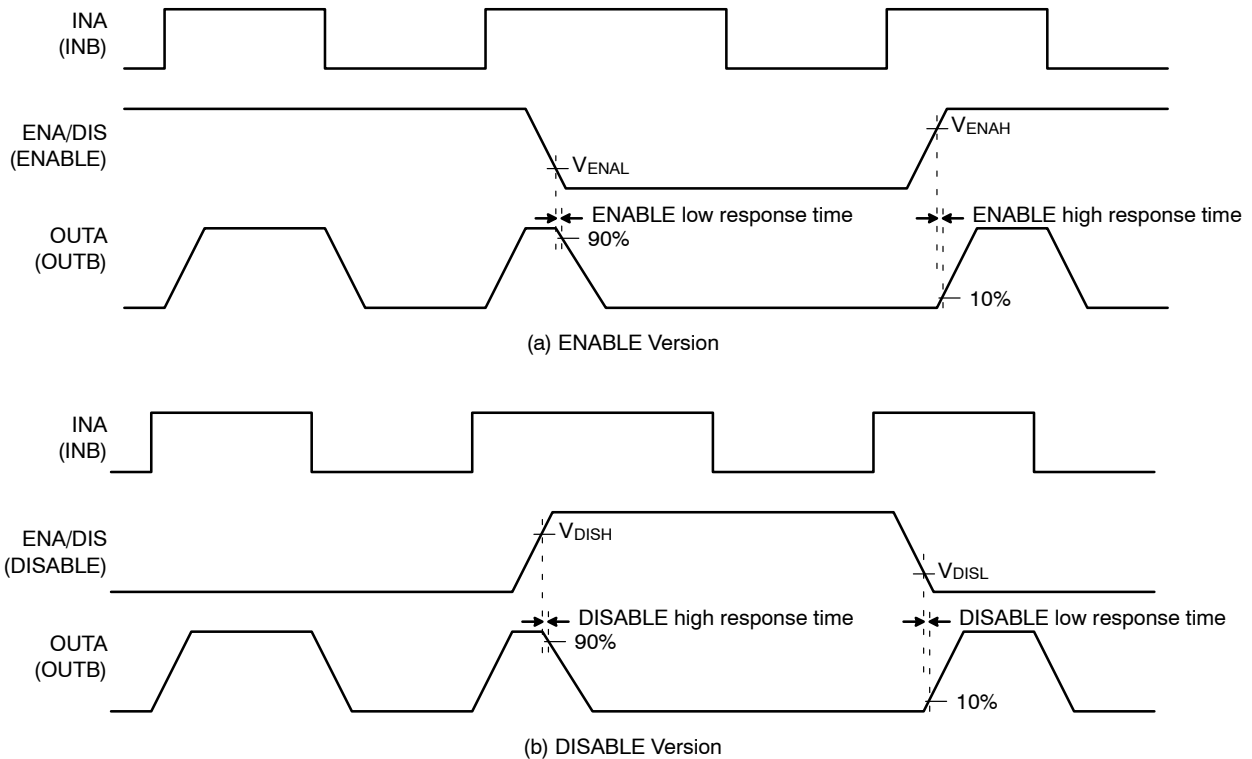 INA
(INB)
ENA/DIS
(ENABLE)
VENAL
VENAH
ENABLE low response time
ENABLE high response time
OUTA
(OUTB)
90%
10%
(a) ENABLE Version
INA
(INB)
ENA/DIS
(DISABLE)
VDISH
VDISL
DISABLE high response time
DISABLE low response time
OUTA
(OUTB)
90%
10%
(b) DISABLE Version